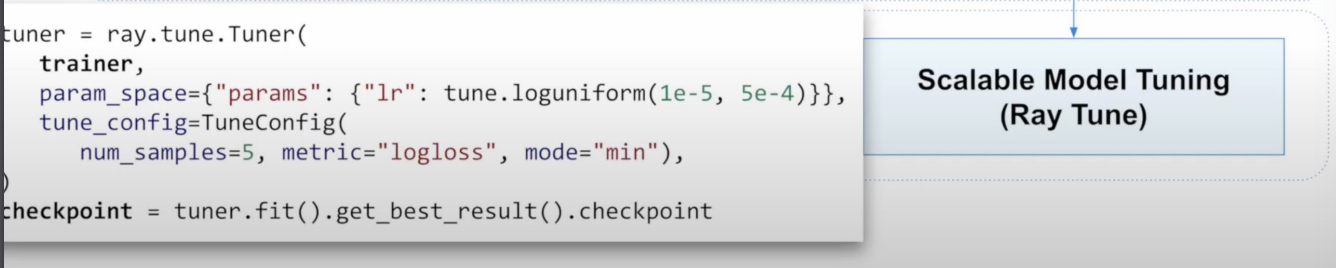 tuner = ray.tune.Tuner(
trainer,
param_space={"params": {"lr": tune.loguniform(1e-5, 5e-4)}},
tune_config=TuneConfig(
num_samples=5, metric="logloss", mode="min"),
)
checkpoint = tuner.fit().get_best_result().checkpoint
Scalable Model Tuning
(Ray Tune)